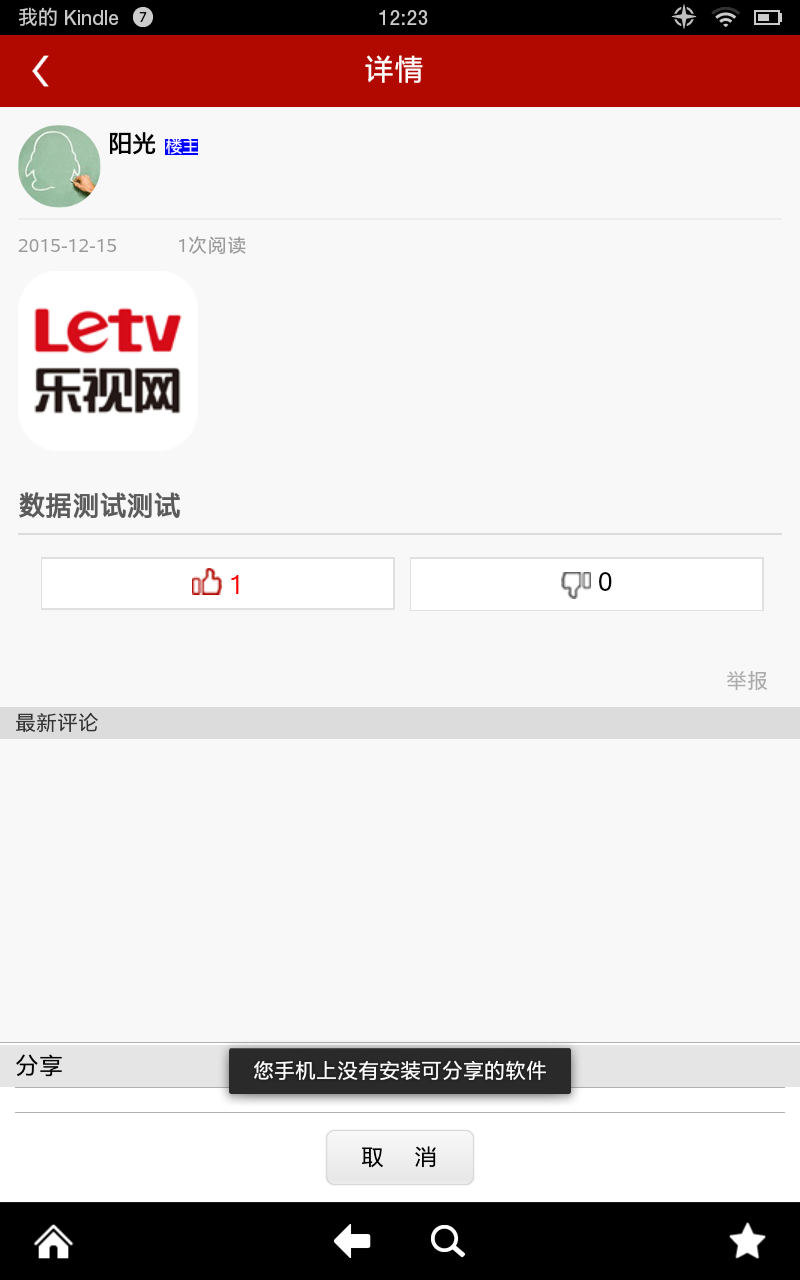 我的 Kindle 7 12:23
详情
阳光 楼主
2015-12-15 1次阅读
Letv
乐视网
数据测试测试
1 0
举报
最新评论
分享
您手机上没有安装可分享的软件
取 消